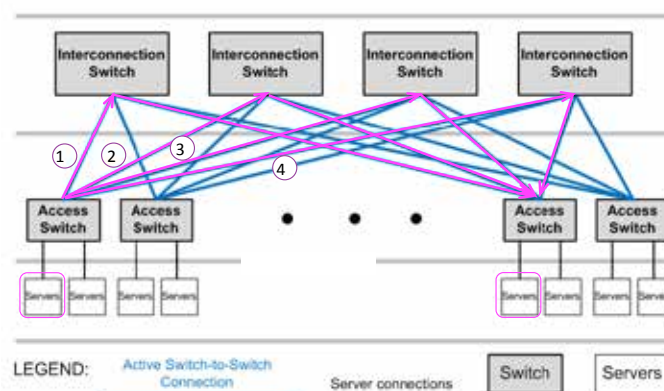 Interconnection
Switch
Interconnection
Switch
Interconnection
Switch
Interconnection
Switch
1
2
3
4
Access
Switch
Access
Switch
Access
Switch
Access
Switch
Servers
Servers
Servers
Servers
Servers
Servers
Servers
Servers
LEGEND:
Active Switch-to-Switch
Connection
Server connections
Switch
Servers